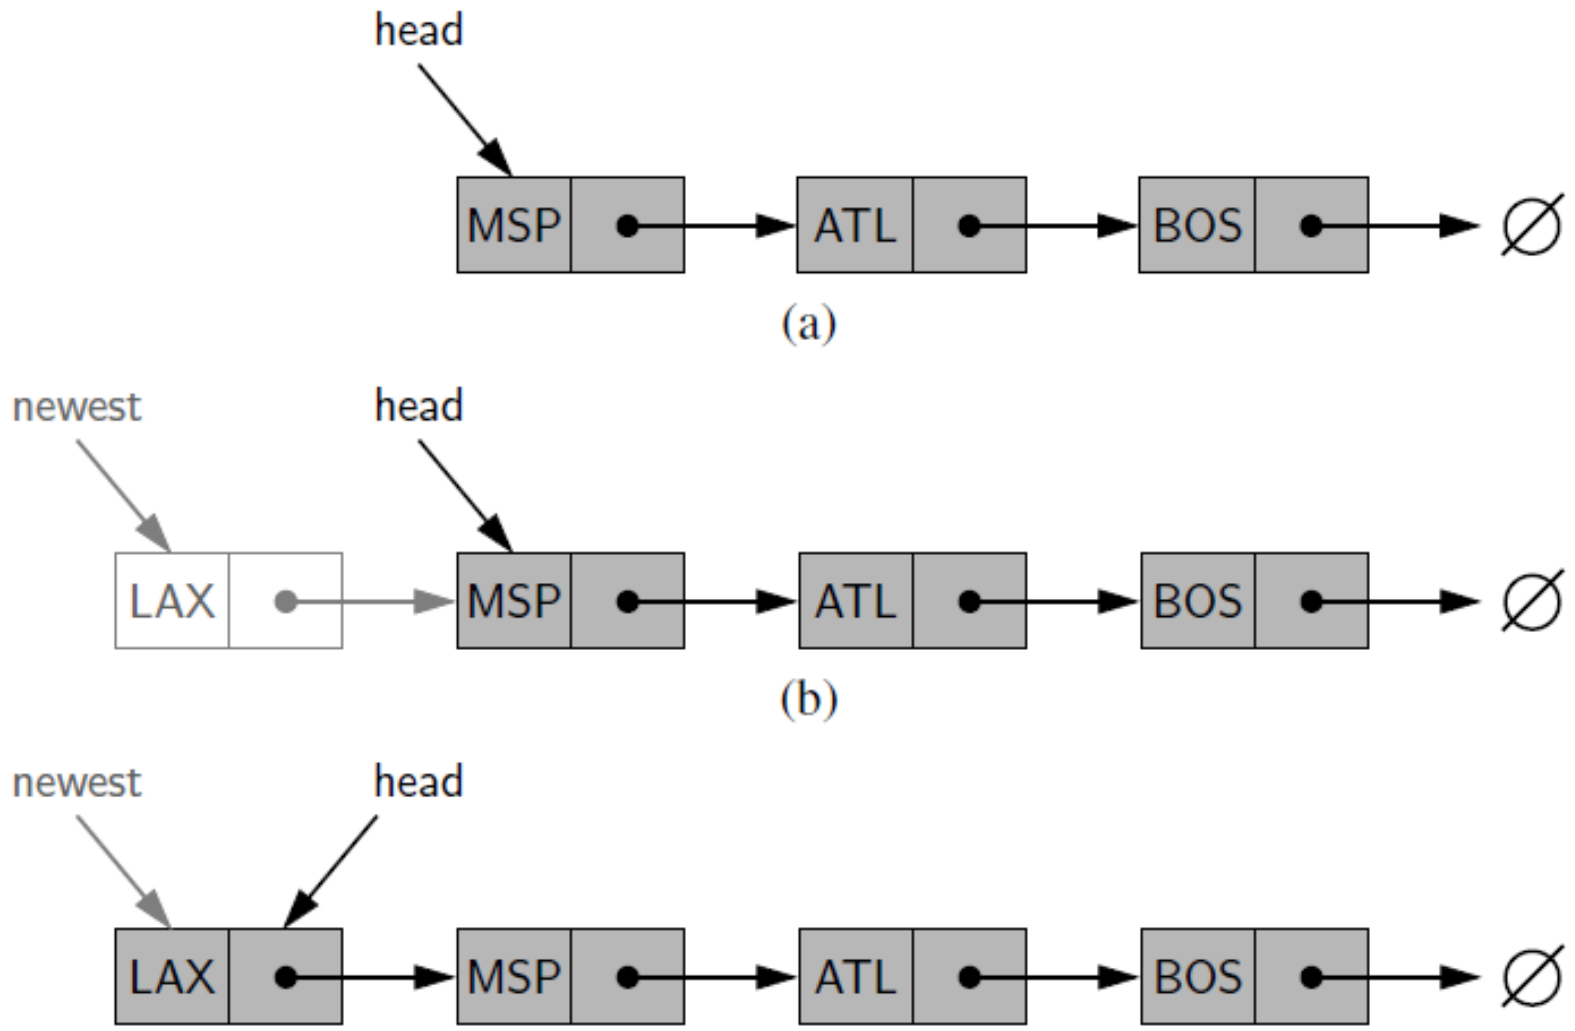 head
MSP ATL BOS ∅
(a)
newest head
LAX MSP ATL BOS ∅
(b)
newest head
LAX MSP ATL BOS ∅